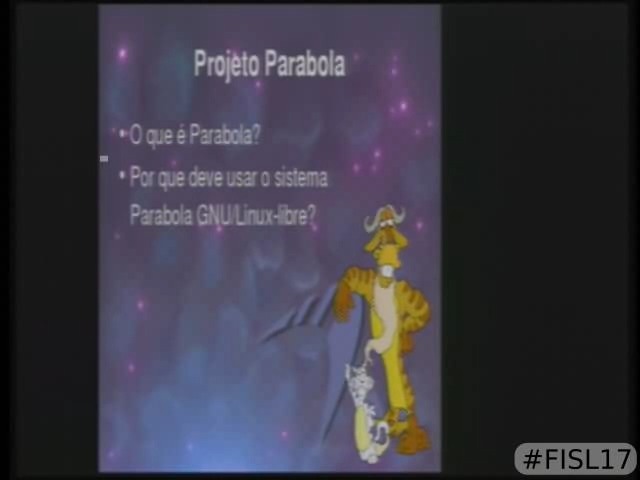 Projeto Parabola
• O que é Parabola?
• Por que deve usar o sistema
Parabola GNU/Linux-libre?
#FISL17